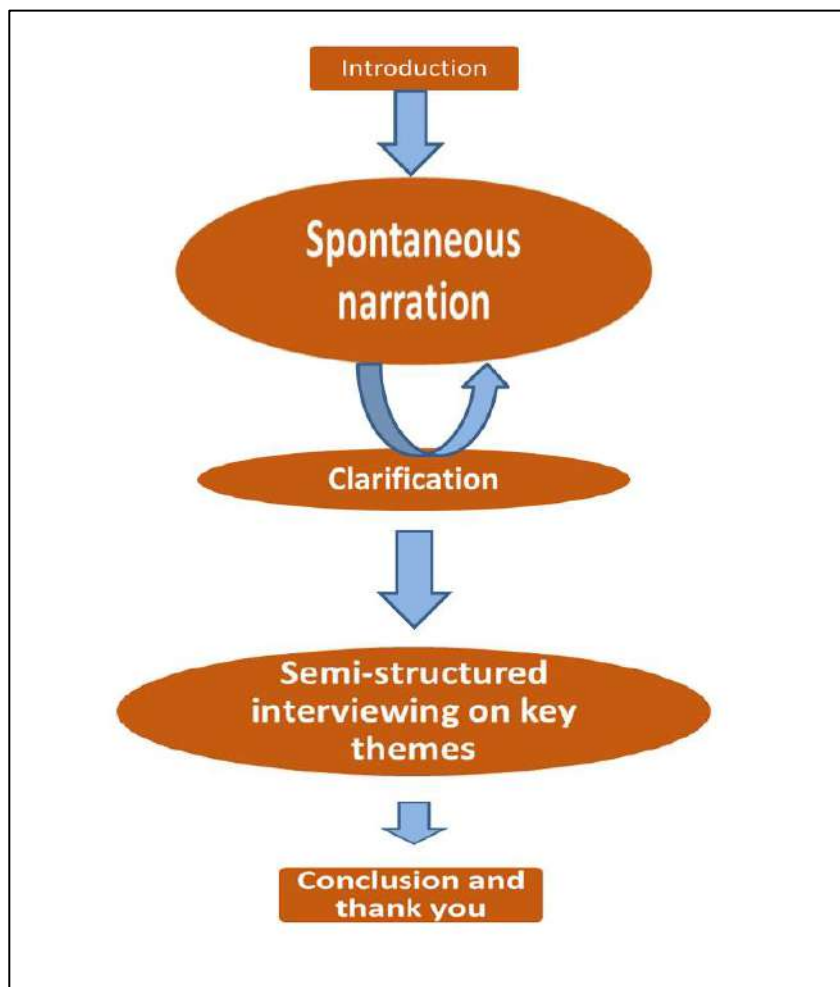 Introduction
Spontaneous
narration
Clarification
Semi-structured
interviewing on key
themes
Conclusion and
thank you